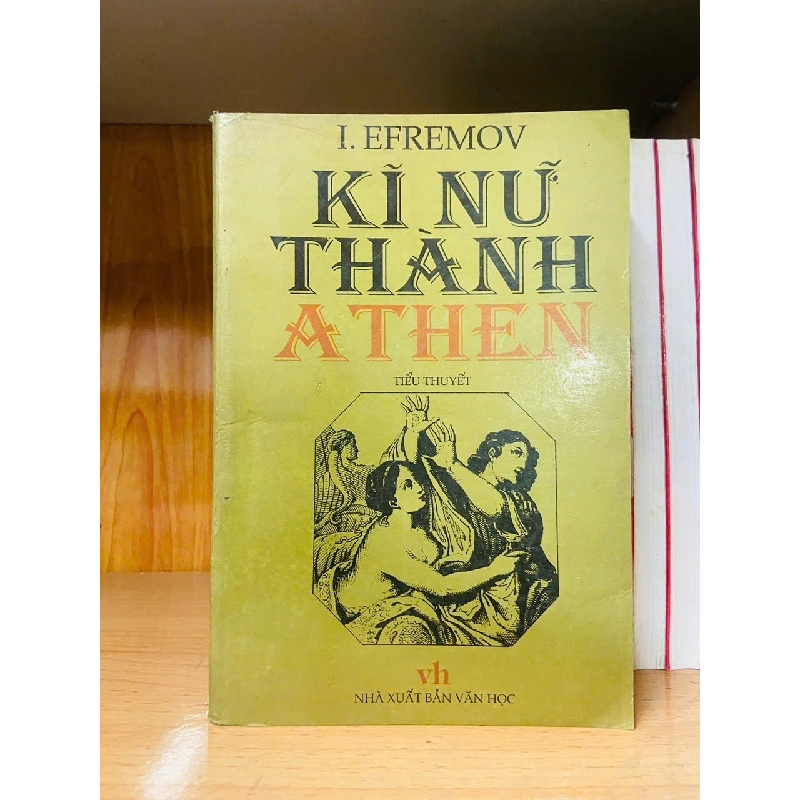 I. EFREMOV
KĨ NỮ
THÀNH
ATHEN
TIỂU THUYẾT
vh
NHÀ XUẤT BẢN VĂN HỌC